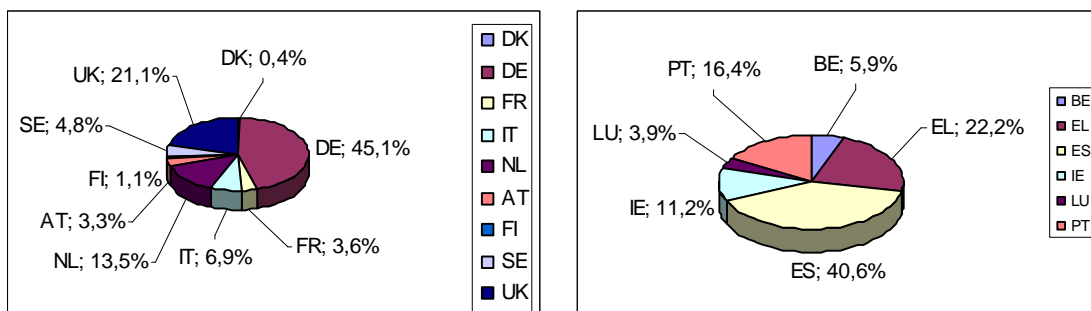 DK; 0,4%
UK; 21,1%
SE; 4,8%
DE; 45,1%
FI; 1,1%
AT; 3,3%
NL; 13,5%
IT; 6,9%
FR; 3,6%
DK
DE
FR
IT
NL
AT
FI
SE
UK
PT; 16,4%
BE; 5,9%
LU; 3,9%
EL; 22,2%
IE; 11,2%
ES; 40,6%
BE
EL
ES
IE
LU
PT